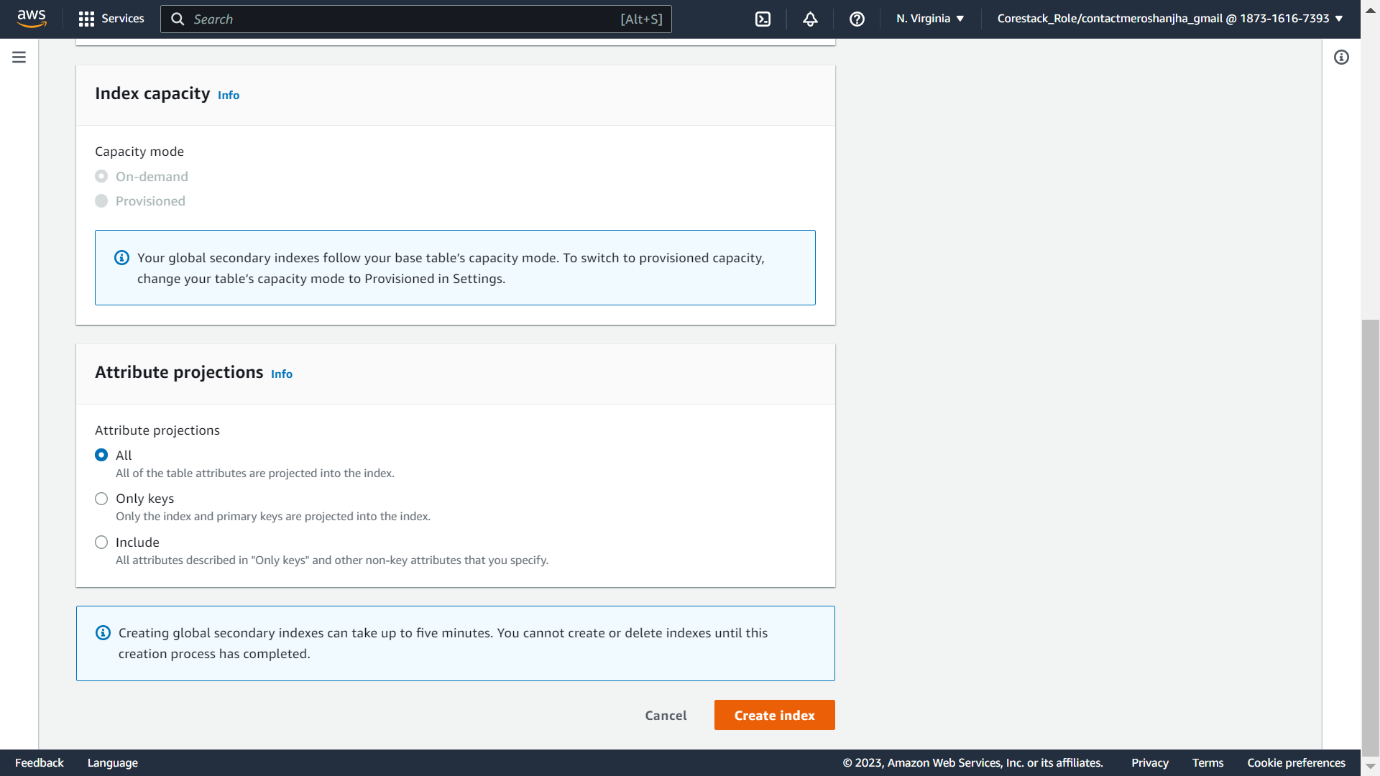 aws
Services
Search
[Alt+S]
N. Virginia
Corestack_Role/contactmeroshanjha_gmail @ 1873-1616-7393
Index capacity Info
Capacity mode
On-demand
Provisioned
Your global secondary indexes follow your base table's capacity mode. To switch to provisioned capacity,
change your table's capacity mode to Provisioned in Settings.
Attribute projections Info
Attribute projections
All
All of the table attributes are projected into the index.
Only keys
Only the index and primary keys are projected into the index.
Include
All attributes described in "Only keys" and other non-key attributes that you specify.
Creating global secondary indexes can take up to five minutes. You cannot create or delete indexes until this
creation process has completed.
Cancel
Create index
Feedback
Language
© 2023, Amazon Web Services, Inc. or its affiliates.
Privacy
Terms
Cookie preferences